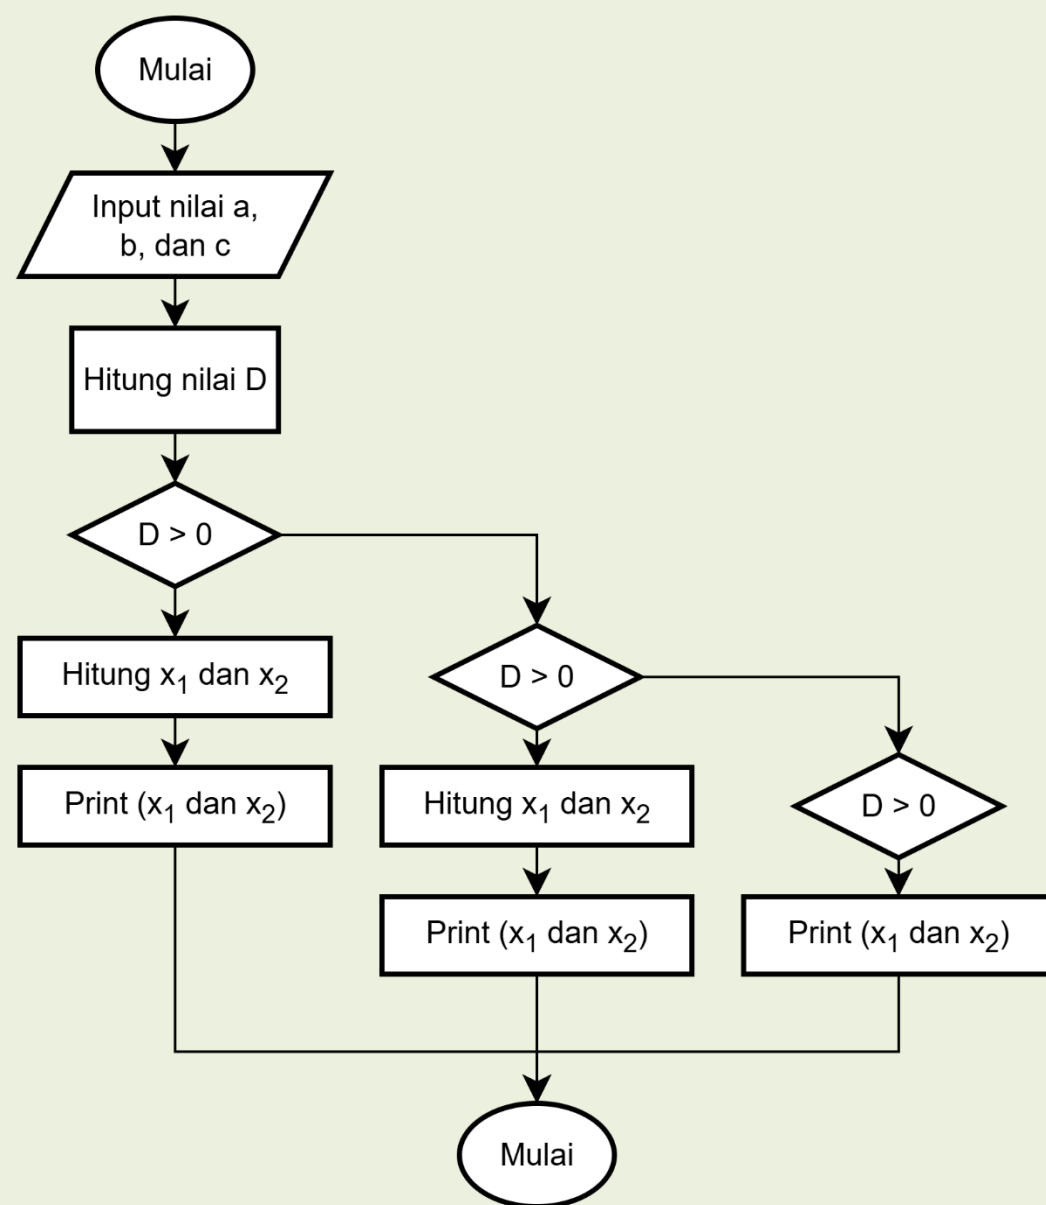 Mulai
Input nilai a,
b, dan c
Hitung nilai D
D > 0
Hitung x₁ dan x₂
Print (x₁ dan x₂)
D > 0
Hitung x₁ dan x₂
Print (x₁ dan x₂)
D > 0
Print (x₁ dan x₂)
Mulai